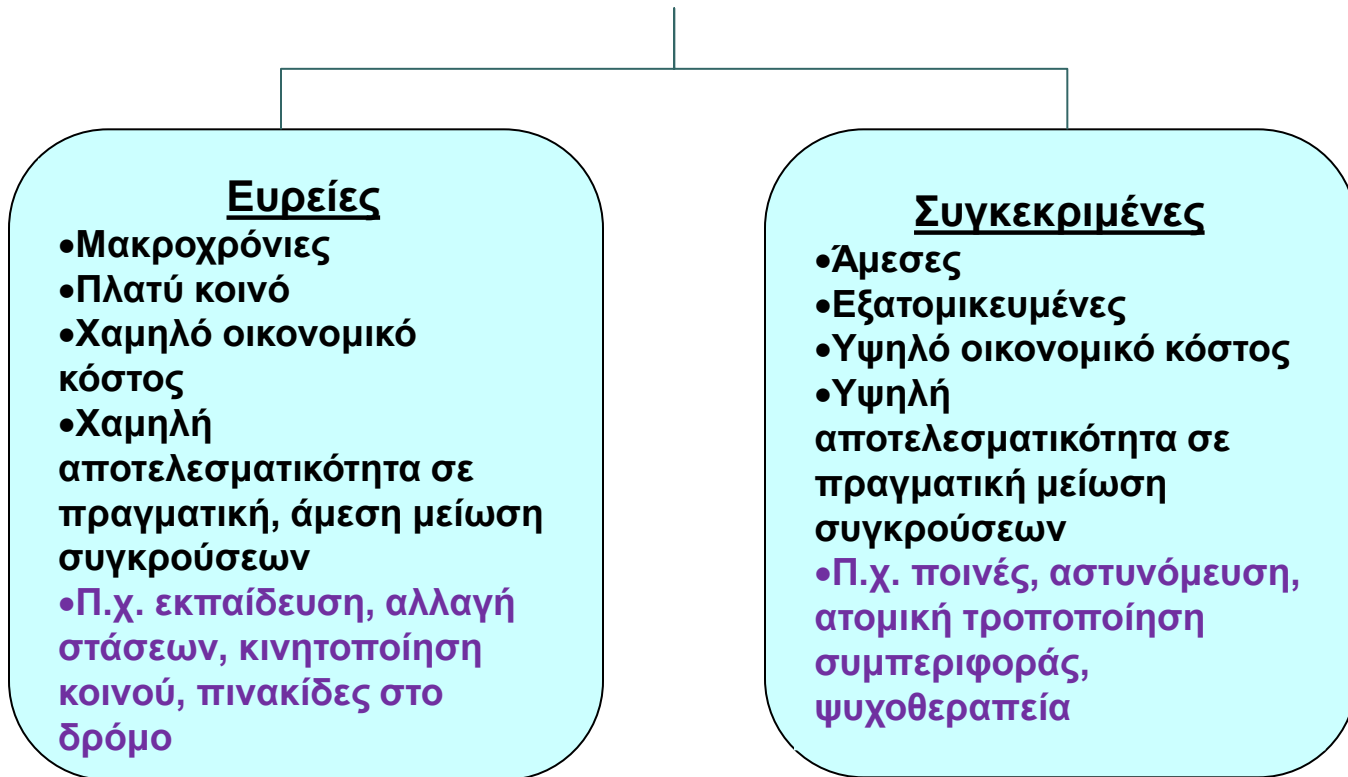 Ευρείες
•Μακροχρόνιες
•Πλατύ κοινό
•Χαμηλό οικονομικό
κόστος
•Χαμηλή
αποτελεσματικότητα σε
πραγματική, άμεση μείωση
συγκρούσεων
•Π.χ. εκπαίδευση, αλλαγή
στάσεων, κινητοποίηση
κοινού, πινακίδες στο
δρόμο
Συγκεκριμένες
•Άμεσες
•Εξατομικευμένες
•Υψηλό οικονομικό κόστος
•Υψηλή
αποτελεσματικότητα σε
πραγματική μείωση
συγκρούσεων
•Π.χ. ποινές, αστυνόμευση,
ατομική τροποποίηση
συμπεριφοράς,
ψυχοθεραπεία